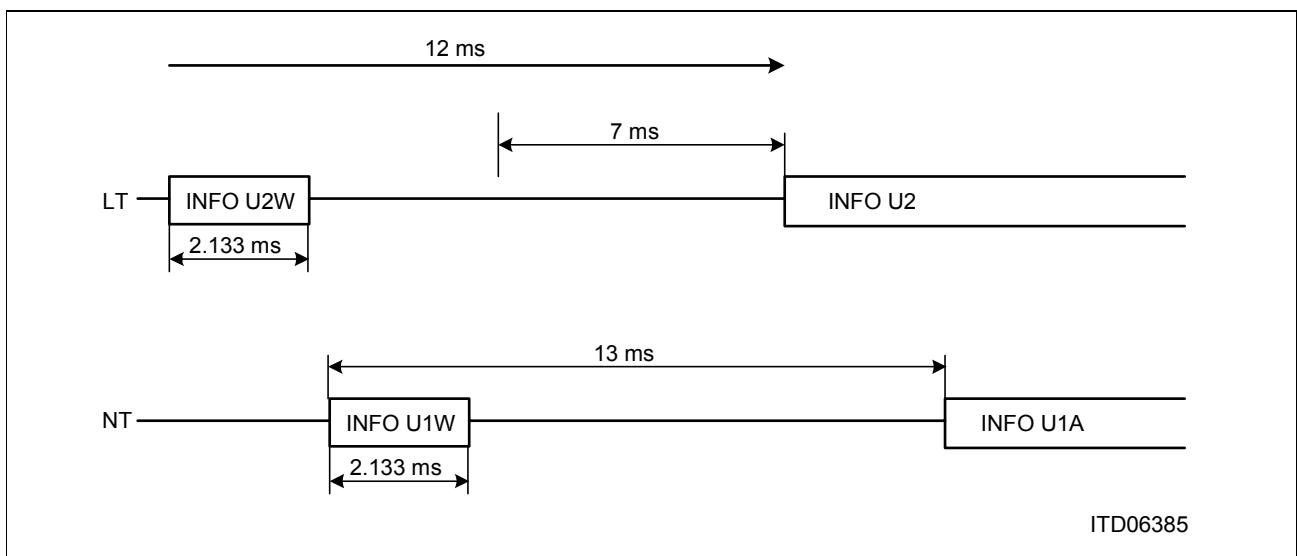 12 ms
7 ms
LT
INFO U2W
INFO U2
2.133 ms
13 ms
NT
INFO U1W
INFO U1A
2.133 ms
ITD06385